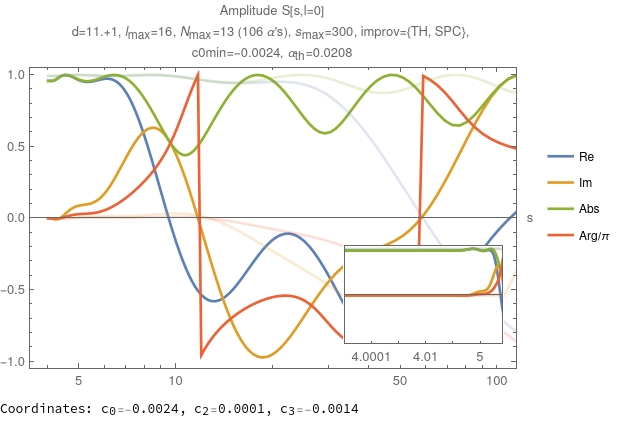 Amplitude S[s,l=0]
d=11.+1, lmax=16, Nmax=13 (106 α's), smax=300, improv={TH, SPC},
c0min=-0.0024, αth=0.0208
1.0
0.5
0.0
-0.5
-1.0
s
Re
Im
Abs
Arg/π
4.0001 4.01 5
5 10 50 100
Coordinates: c0=-0.0024, c2=0.0001, c3=-0.0014